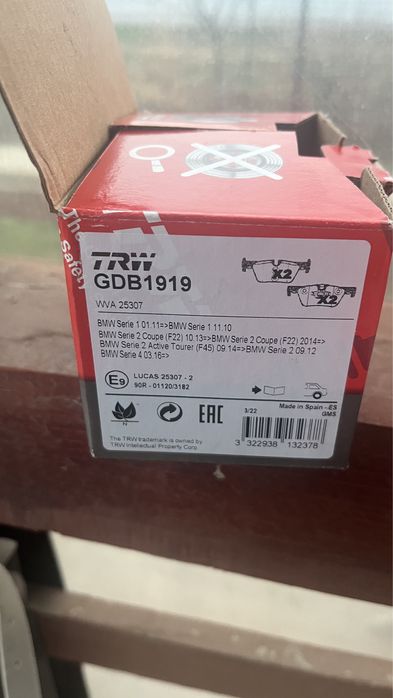 The
Safety
TRW
GDB1919
WVA 25307
X2
X2
BMW Serie 1 01.11=>BMW Serie 1 11.10
BMW Serie 2 Coupe (F22) 10.13=>BMW Serie 2 Coupe (F22) 2014=>
BMW Serie 2 Active Tourer (F45) 09.14=>BMW Serie 2 09.12
BMW Serie 4 03.16=>
E9
LUCAS 25307 - 2
90R - 01120/3182
N
EAC
3/22
Made in Spain - ES
GMS
3 322938 132378
The TRW trademark is owned by
TRW Intellectual Property Corp.